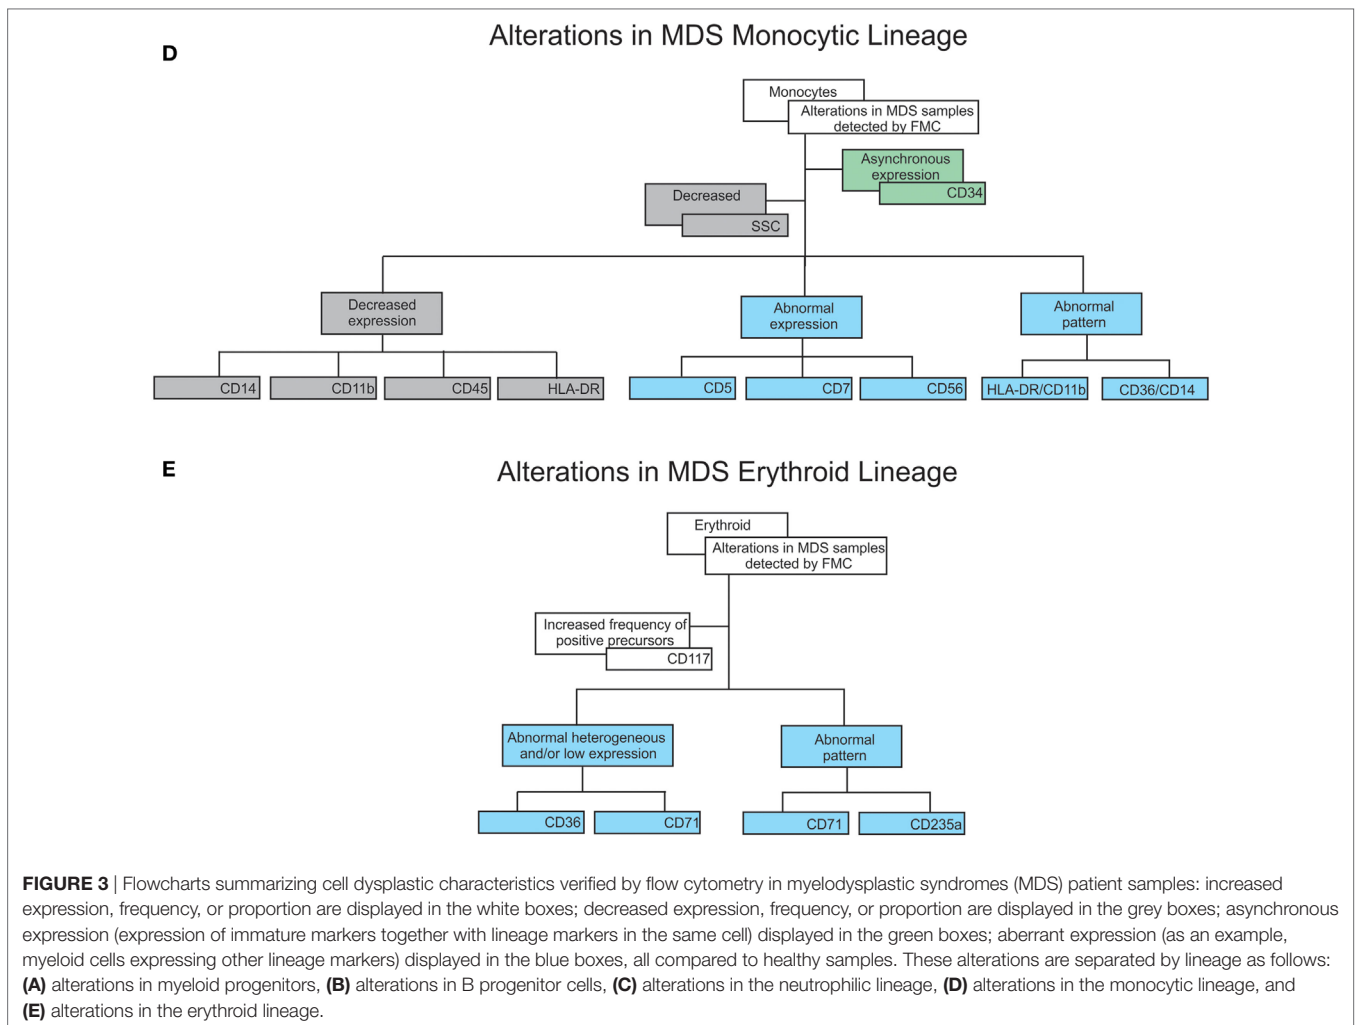 D
Alterations in MDS Monocytic Lineage
Monocytes
Alterations in MDS samples
detected by FMC
Asynchronous
expression
CD34
Decreased
SSC
Decreased
expression
Abnormal
expression
Abnormal
pattern
CD14
CD11b
CD45
HLA-DR
CD5
CD7
CD56
HLA-DR/CD11b
CD36/CD14
E
Alterations in MDS Erythroid Lineage
Erythroid
Alterations in MDS samples
detected by FMC
Increased frequency of
positive precursors
CD117
Abnormal heterogeneous
and/or low expression
Abnormal
pattern
CD36
CD71
CD71
CD235a
FIGURE 3 | Flowcharts summarizing cell dysplastic characteristics verified by flow cytometry in myelodysplastic syndromes (MDS) patient samples: increased
expression, frequency, or proportion are displayed in the white boxes; decreased expression, frequency, or proportion are displayed in the grey boxes; asynchronous
expression (expression of immature markers together with lineage markers in the same cell) displayed in the green boxes; aberrant expression (as an example,
myeloid cells expressing other lineage markers) displayed in the blue boxes, all compared to healthy samples. These alterations are separated by lineage as follows:
(A) alterations in myeloid progenitors, (B) alterations in B progenitor cells, (C) alterations in the neutrophilic lineage, (D) alterations in the monocytic lineage, and
(E) alterations in the erythroid lineage.